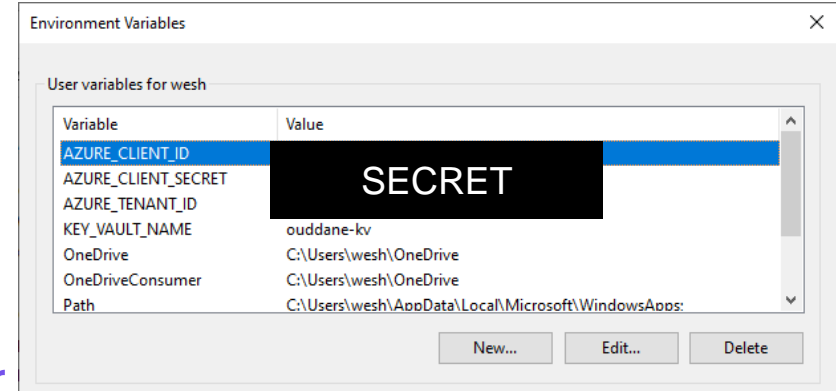 Environment Variables
User variables for wesh
Variable Value
AZURE_CLIENT_ID
AZURE_CLIENT_SECRET SECRET
AZURE_TENANT_ID
KEY_VAULT_NAME ouddane-kv
OneDrive C:\Users\wesh\OneDrive
OneDriveConsumer C:\Users\wesh\OneDrive
Path C:\Users\wesh\AppData\Local\Microsoft\WindowsApps;
New... Edit... Delete